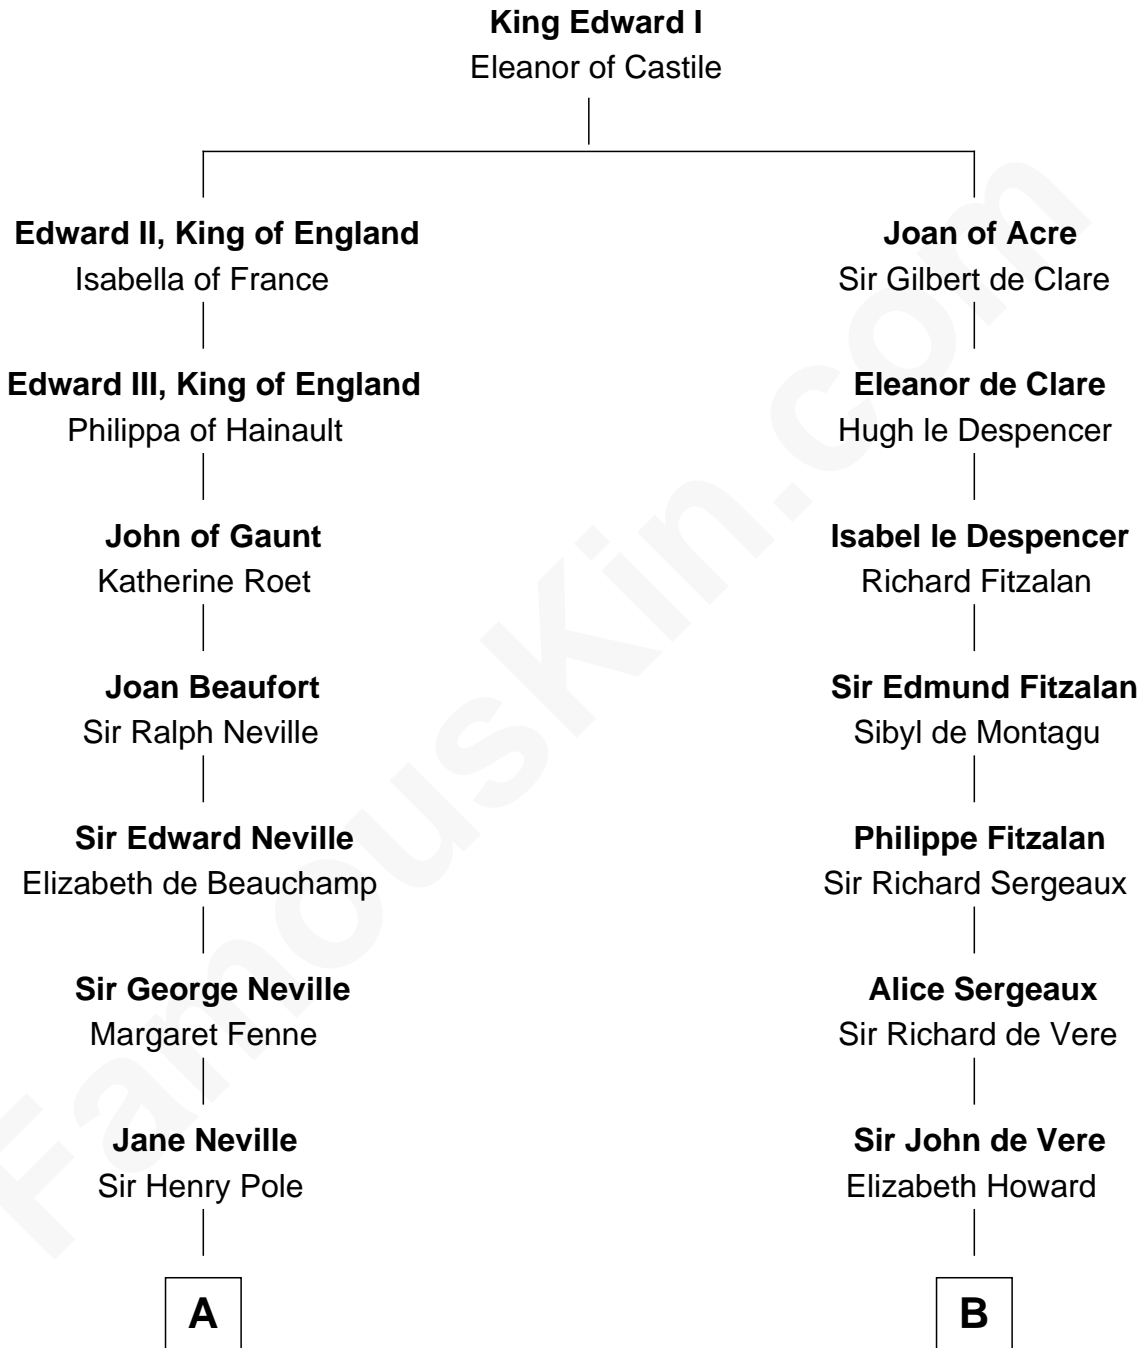 King Edward I
Eleanor of Castile
Edward II, King of England
Isabella of France
Edward III, King of England
Philippa of Hainault
John of Gaunt
Katherine Roet
Joan Beaufort
Sir Ralph Neville
Sir Edward Neville
Elizabeth de Beauchamp
Sir George Neville
Margaret Fenne
Jane Neville
Sir Henry Pole
A
Joan of Acre
Sir Gilbert de Clare
Eleanor de Clare
Hugh le Despencer
Isabel le Despencer
Richard Fitzalan
Sir Edmund Fitzalan
Sibyl de Montagu
Philippe Fitzalan
Sir Richard Sergeaux
Alice Sergeaux
Sir Richard de Vere
Sir John de Vere
Elizabeth Howard
B
FamousKin.com